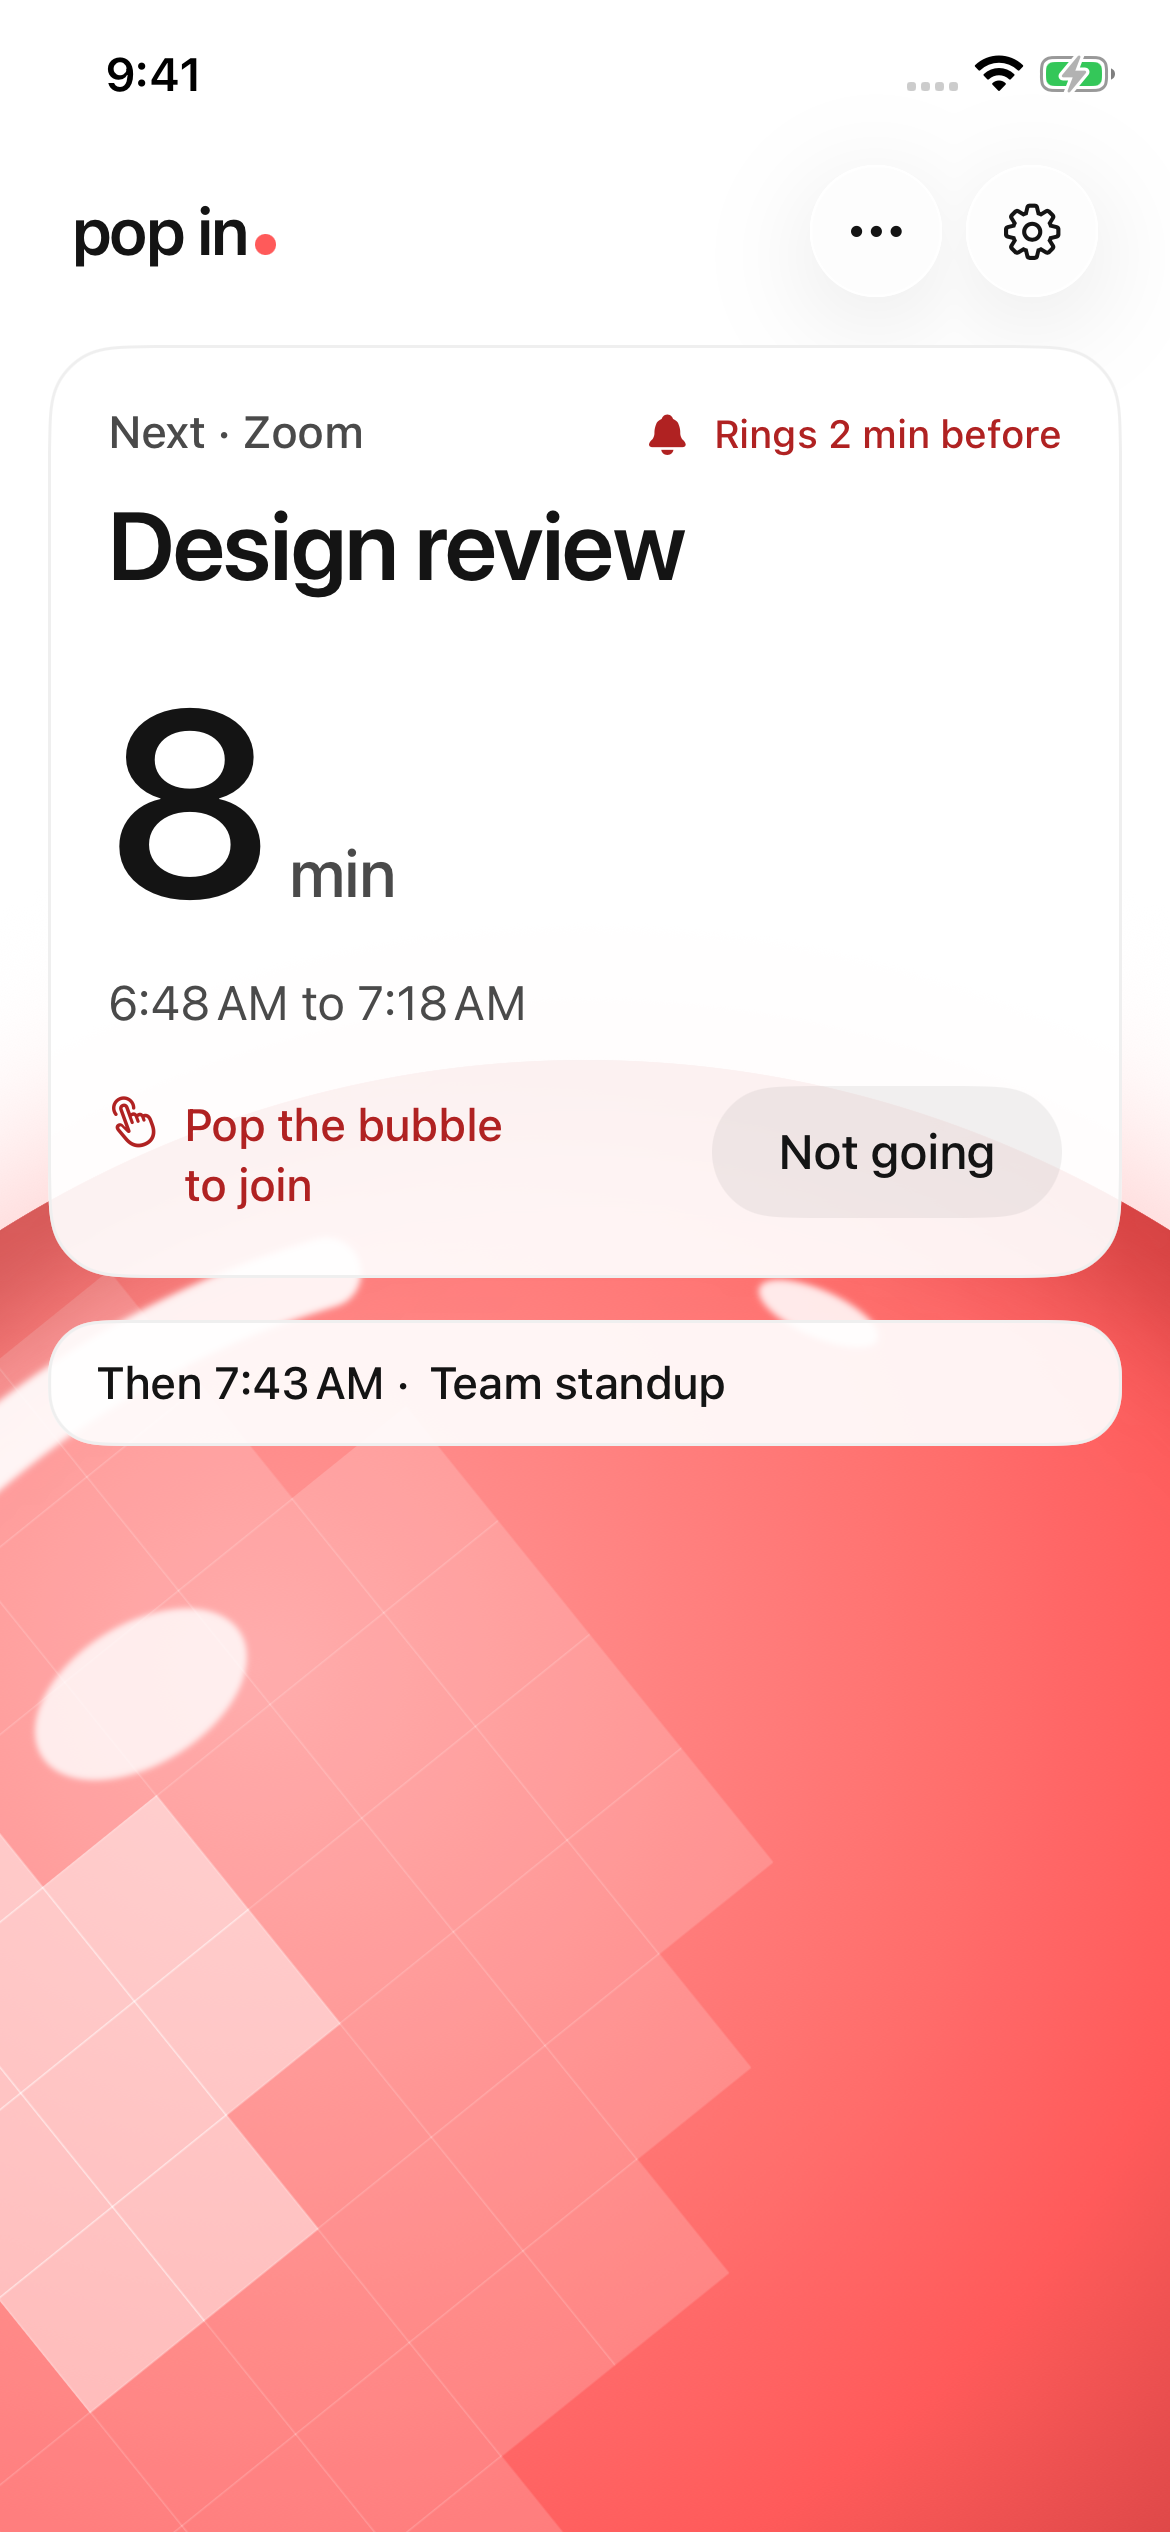 9:41
pop in.
Next · Zoom
Rings 2 min before
Design review
8 min
6:48 AM to 7:18 AM
Pop the bubble
to join
Not going
Then 7:43 AM · Team standup